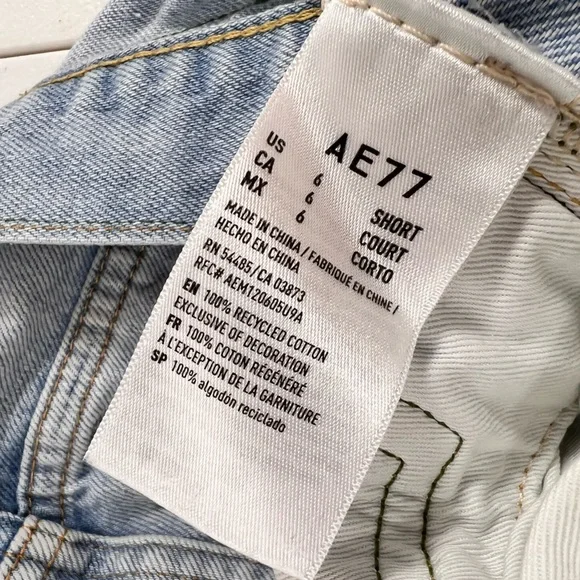 AE77
US 6 SHORT
CA 6 COURT
MX 6 CORTO
MADE IN CHINA / FABRIQUÉ EN CHINE /
HECHO EN CHINA
RN 54485/CA 03873
RFC# AEM120605U9A
EN 100% RECYCLED COTTON
EXCLUSIVE OF DECORATION
FR 100% COTON RÉGÉNÉRÉ
À L'EXCEPTION DE LA GARNITURE
SP 100% algodón reciclado